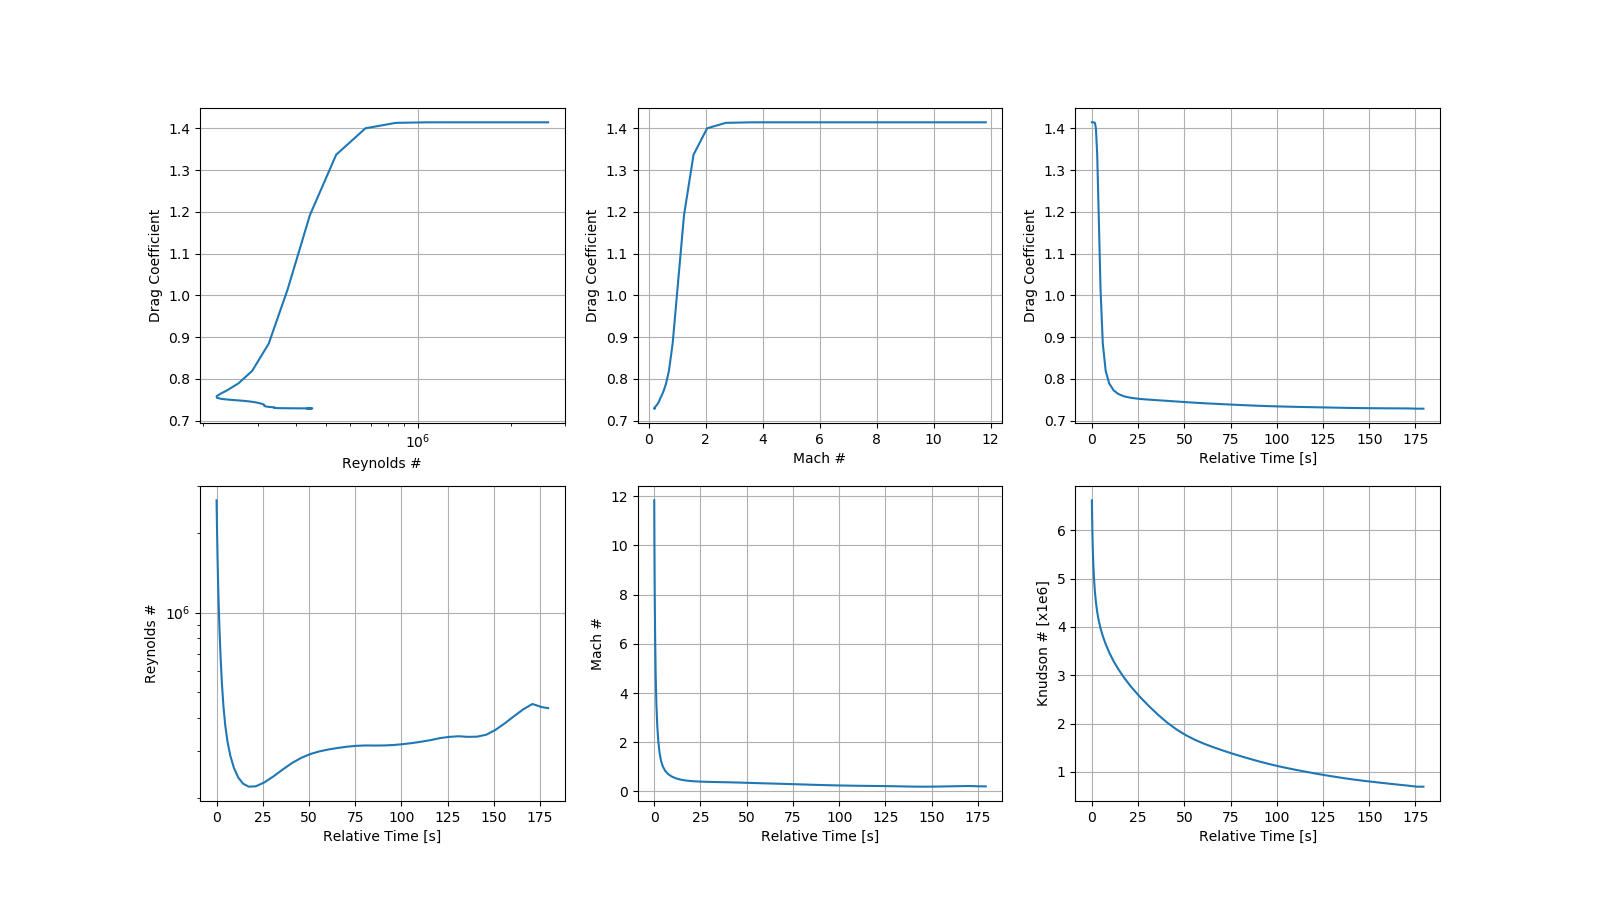 1.4
1.3
1.2
1.1
1.0
0.9
0.8
0.7
Drag Coefficient
10⁶
Reynolds #
1.4
1.3
1.2
1.1
1.0
0.9
0.8
0.7
Drag Coefficient
0 2 4 6 8 10 12
Mach #
1.4
1.3
1.2
1.1
1.0
0.9
0.8
0.7
Drag Coefficient
0 25 50 75 100 125 150 175
Relative Time [s]
10⁶
Reynolds #
0 25 50 75 100 125 150 175
Relative Time [s]
12
10
8
6
4
2
0
Mach #
0 25 50 75 100 125 150 175
Relative Time [s]
6
5
4
3
2
1
Knudson # [x1e6]
0 25 50 75 100 125 150 175
Relative Time [s]